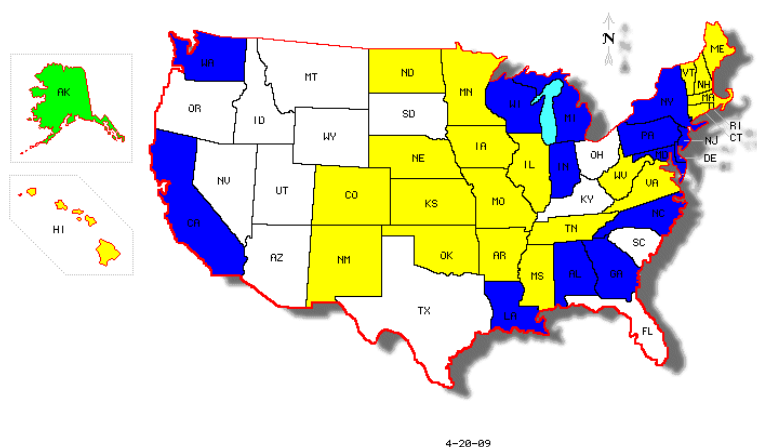 N
ME
WA
ND
MT
VT
NH
AK
MN
OR
WI
NY
MA
ID
SD
MI
RI
WY
CT
PA
IA
NJ
NE
OH
DE
IL
IN
MD
NV
UT
WV
VA
CO
KS
MO
KY
CA
NC
HI
TN
OK
AR
SC
AZ
NM
MS
AL
GA
TX
LA
FL
4-20-09